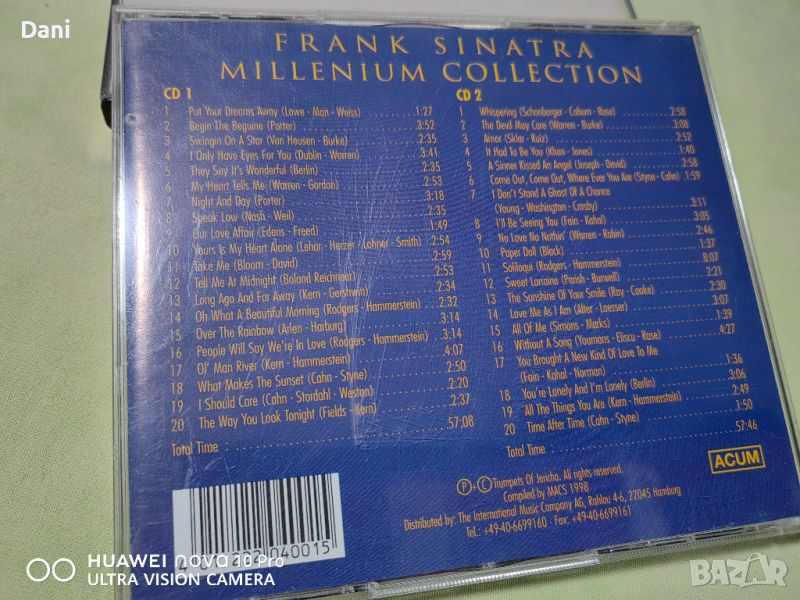 Dani
FRANK SINATRA
MILLENIUM COLLECTION
CD 1
1 Put Your Dreams Away (Lowe - Man - Weiss) 1:27
2 Begin The Beguine (Porter) 3:52
3 Swingin On A Star (Van Heusen - Burke) 2:35
4 I Only Have Eyes For You (Dublin - Warren) 3:41
5 They Say It's Wonderful (Berlin) 2:35
6 My Heart Tells Me (Warren - Gordon) 2:53
7 Night And Day (Porter) 3:18
8 Speak Low (Nash - Weil) 2:35
9 Our Love Affair (Edens - Freed) 1:49
10 Yours Is My Heart Alone (Lehar - Herzer - Lohner - Smith) 2:54
11 Take Me (Bloom - David) 2:59
12 Tell Me At Midnight (Boland Reichneer) 2:53
13 Long Ago And Far Away (Kern - Gershwin) 2:34
14 Oh What A Beautiful Morning (Rodgers - Hammerstein) 2:32
15 Over The Rainbow (Arlen - Harburg) 3:14
16 People Will Say We're In Love (Rodgers - Hammerstein) 3:14
17 Ol' Man River (Kern - Hammerstein) 4:07
18 What Makes The Sunset (Cahn - Styne) 2:50
19 I Should Care (Cahn - Stordahl - Weston) 2:20
20 The Way You Look Tonight (Fields - Kern) 2:37
Total Time : 57:08
CD 2
1 Whispering (Schonberger - Coburn - Rose) 2:58
2 The Devil May Care (Warren - Burke) 3:08
3 Amor (Sklar - Ruiz) 2:52
4 It Had To Be You (Khan - Jones) 1:40
5 A Sinner Kissed An Angel (Joseph - David) 2:58
6 Come Out, Come Out, Where Ever You Are (Styne - Cahn) 1:59
7 I Don't Stand A Ghost Of A Chance
(Young - Washington - Crosby) 3:11
8 I'll Be Seeing You (Fain - Kahal) 3:05
9 No Love No Nothin' (Warren - Robin) 2:46
10 Paper Doll (Black) 1:37
11 Soliloqui (Rodgers - Hammerstein) 8:07
12 Sweet Lorraine (Parish - Burwell) 2:21
13 The Sunshine Of Your Smile (Ray - Cooke) 2:30
14 Love Me As I Am (Alter - Loesser) 3:07
15 All Of Me (Simons - Marks) 1:39
16 Without A Song (Youmans - Eliscu - Rose) 4:27
17 You Brought A New Kind Of Love To Me
(Fain - Kahal - Norman) 1:36
18 You're Lonely And I'm Lonely (Berlin) 3:06
19 All The Things You Are (Kern - Hammerstein) 2:49
20 Time After Time (Cahn - Styne) 1:50
Total Time : 57:46
ACUM
Ⓟ+Ⓒ Trumpets Of Jericho. All rights reserved.
Compiled by MACS 1998
Distributed by: The International Music Company AG, Rahlau 4-6, 22045 Hamburg
Tel.: +49-40-6699160 · Fax: +49-40-6699161
040015
HUAWEI nova 10 Pro
ULTRA VISION CAMERA
BAZAR